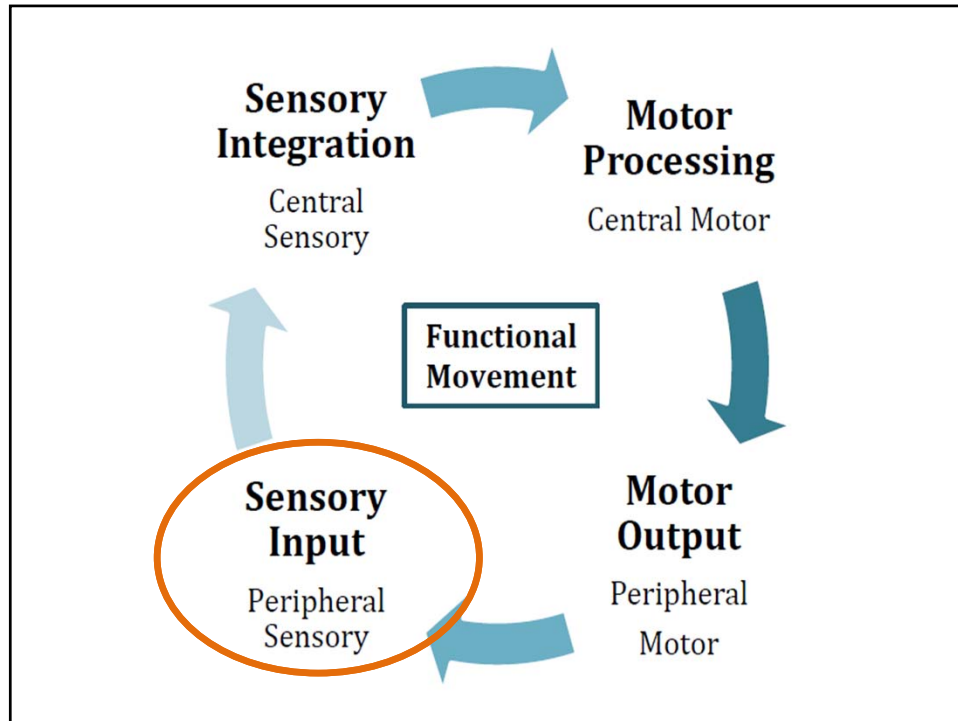 Sensory
Integration
Central
Sensory
Motor
Processing
Central Motor
Functional
Movement
Sensory
Input
Peripheral
Sensory
Motor
Output
Peripheral
Motor